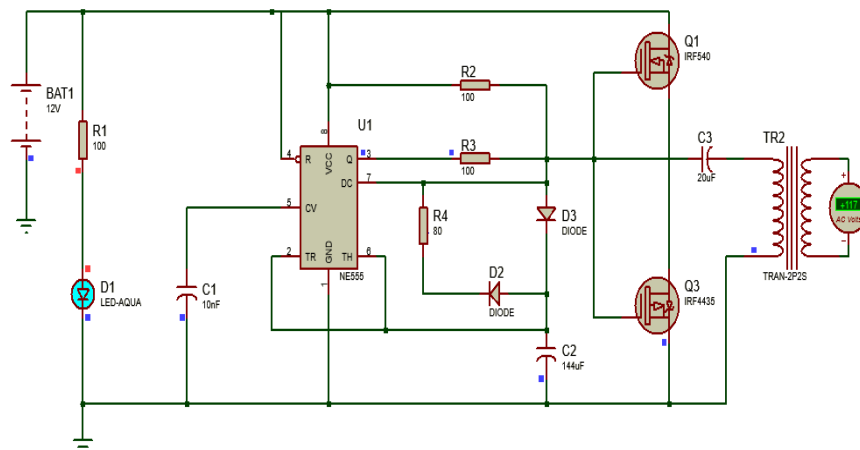 BAT1
12V
R1
100
D1
LED-AQUA
C1
10nF
U1
4
R
VCC
8
Q
3
DC
7
5
CV
2
TR
GND
1
TH
6
NE555
R2
100
R3
100
R4
80
D3
DIODE
D2
DIODE
C2
144uF
Q1
IRF540
Q3
IRF4435
C3
20uF
TR2
TRAN-2P2S
+
+117
AC Volts
−